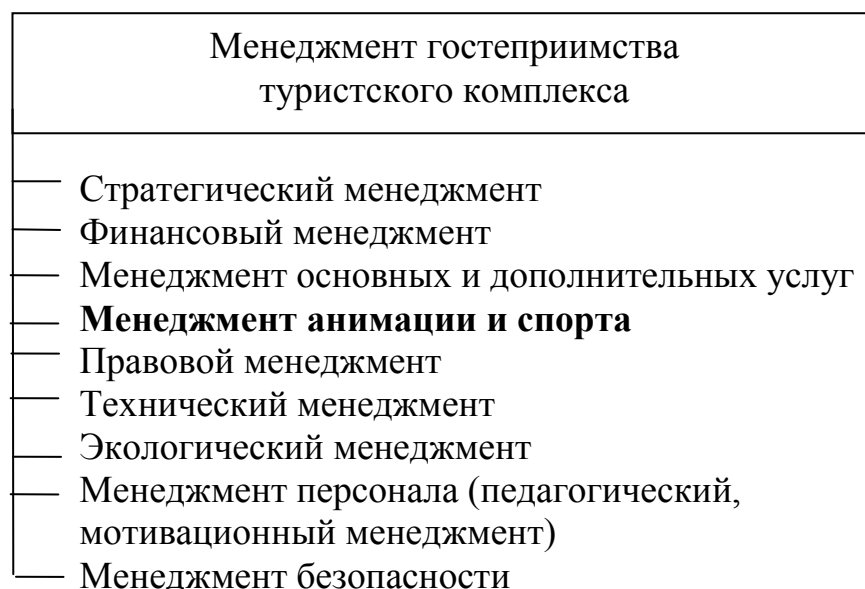 Менеджмент гостеприимства
туристского комплекса
Стратегический менеджмент
Финансовый менеджмент
Менеджмент основных и дополнительных услуг
Менеджмент анимации и спорта
Правовой менеджмент
Технический менеджмент
Экологический менеджмент
Менеджмент персонала (педагогический,
мотивационный менеджмент)
Менеджмент безопасности